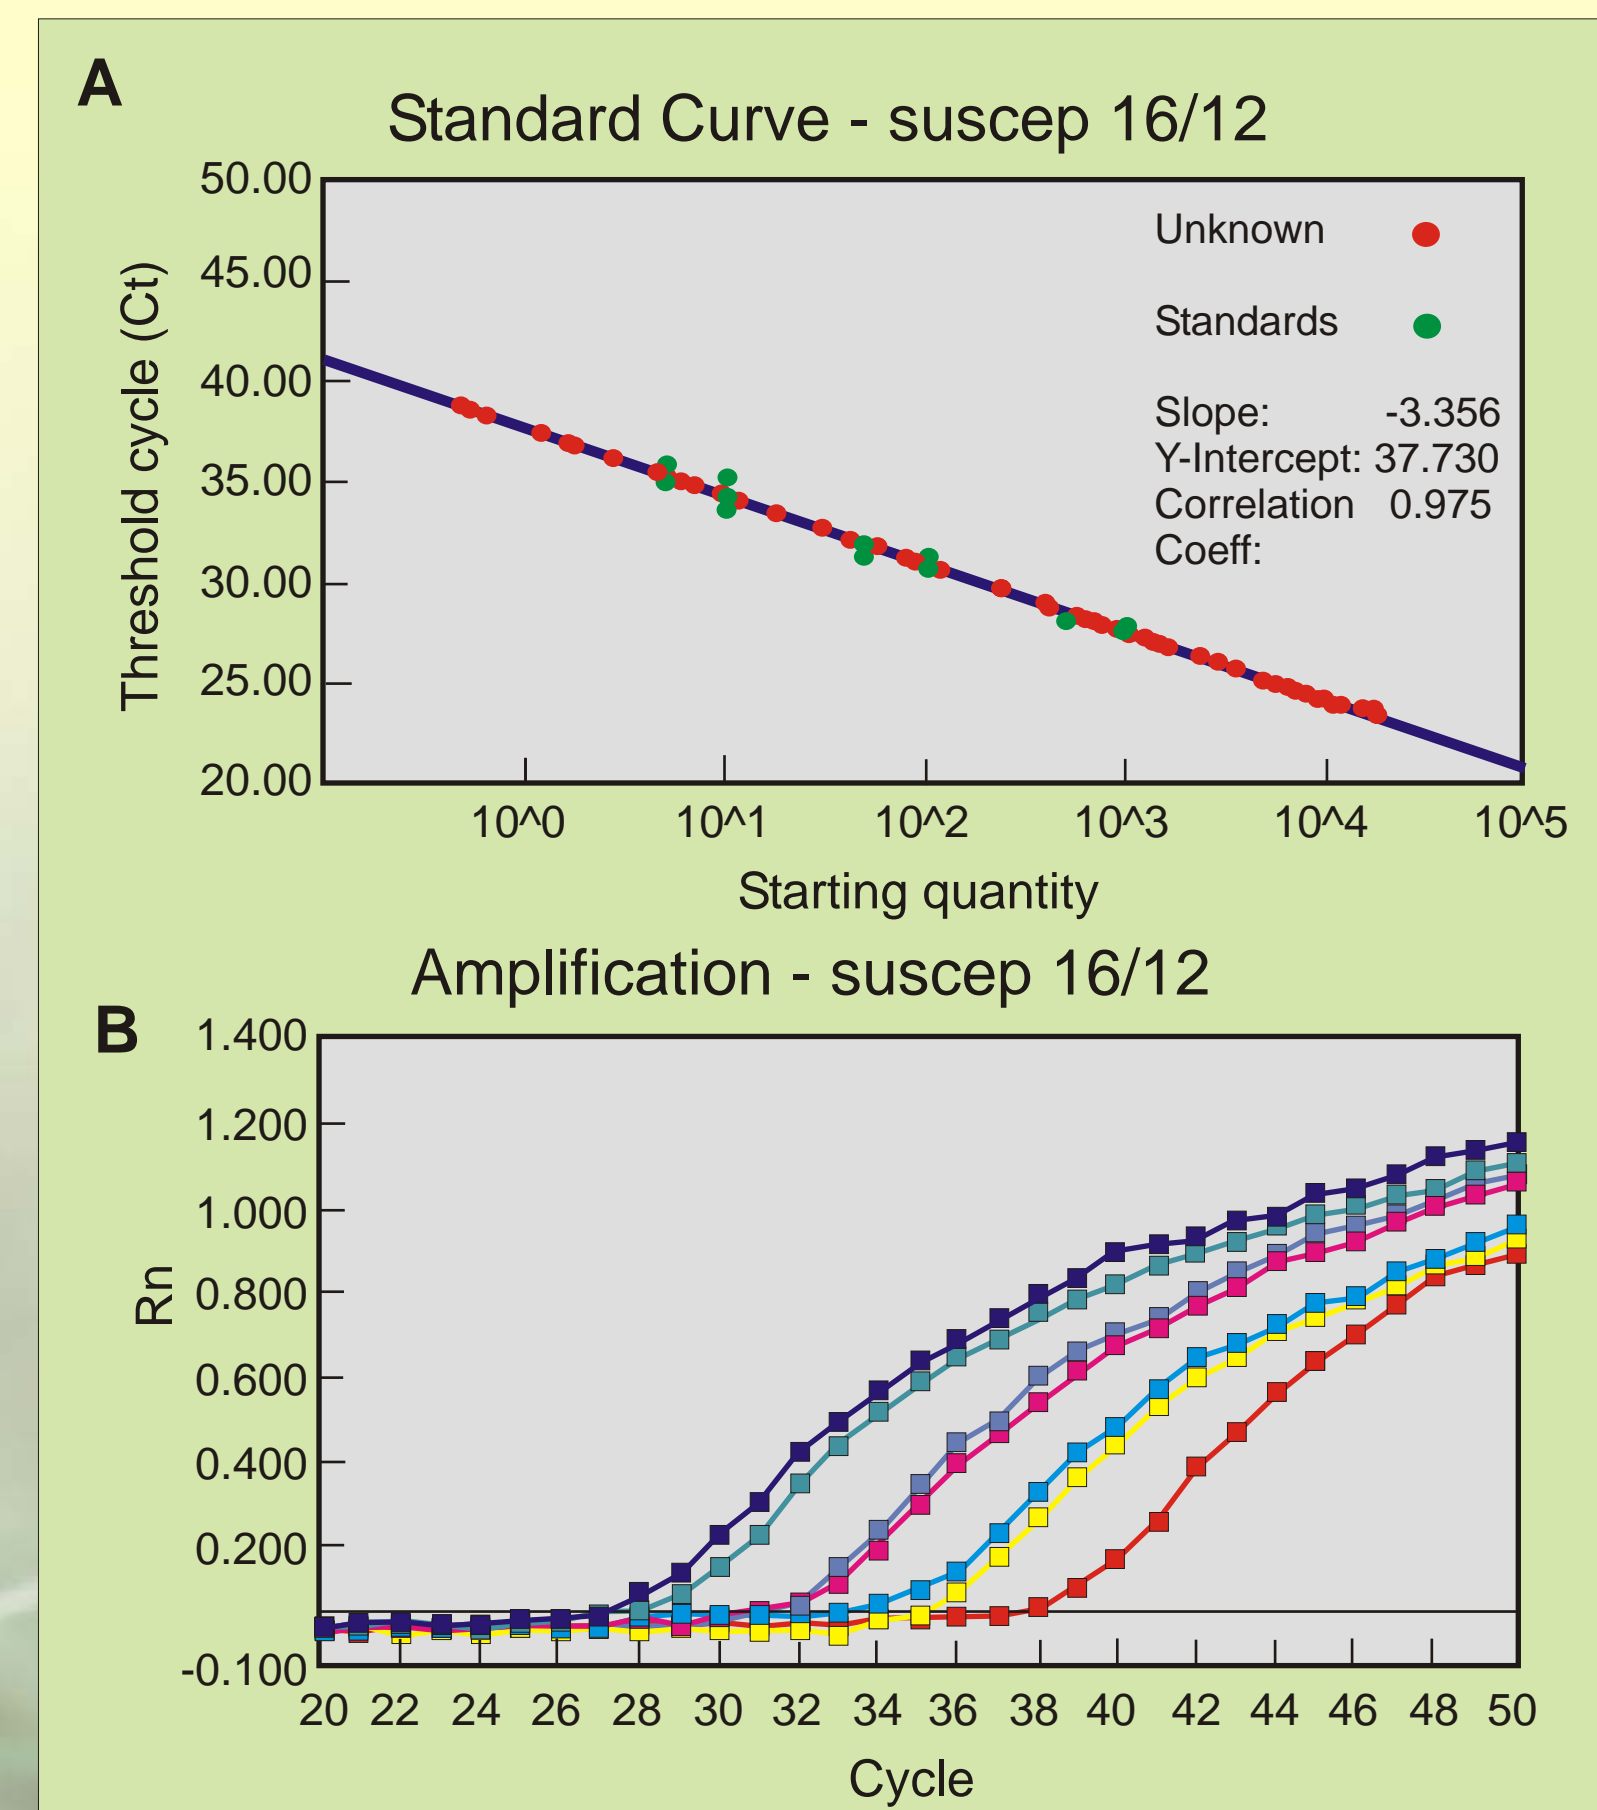 A
Standard Curve - suscep 16/12
50.00
45.00
40.00
35.00
30.00
25.00
20.00
Threshold cycle (Ct)
Unknown
Standards
Slope: -3.356
Y-Intercept: 37.730
Correlation 0.975
Coeff:
10^0 10^1 10^2 10^3 10^4 10^5
Starting quantity
Amplification - suscep 16/12
B
1.400
1.200
1.000
0.800
0.600
0.400
0.200
-0.100
Rn
20 22 24 26 28 30 32 34 36 38 40 42 44 46 48 50
Cycle